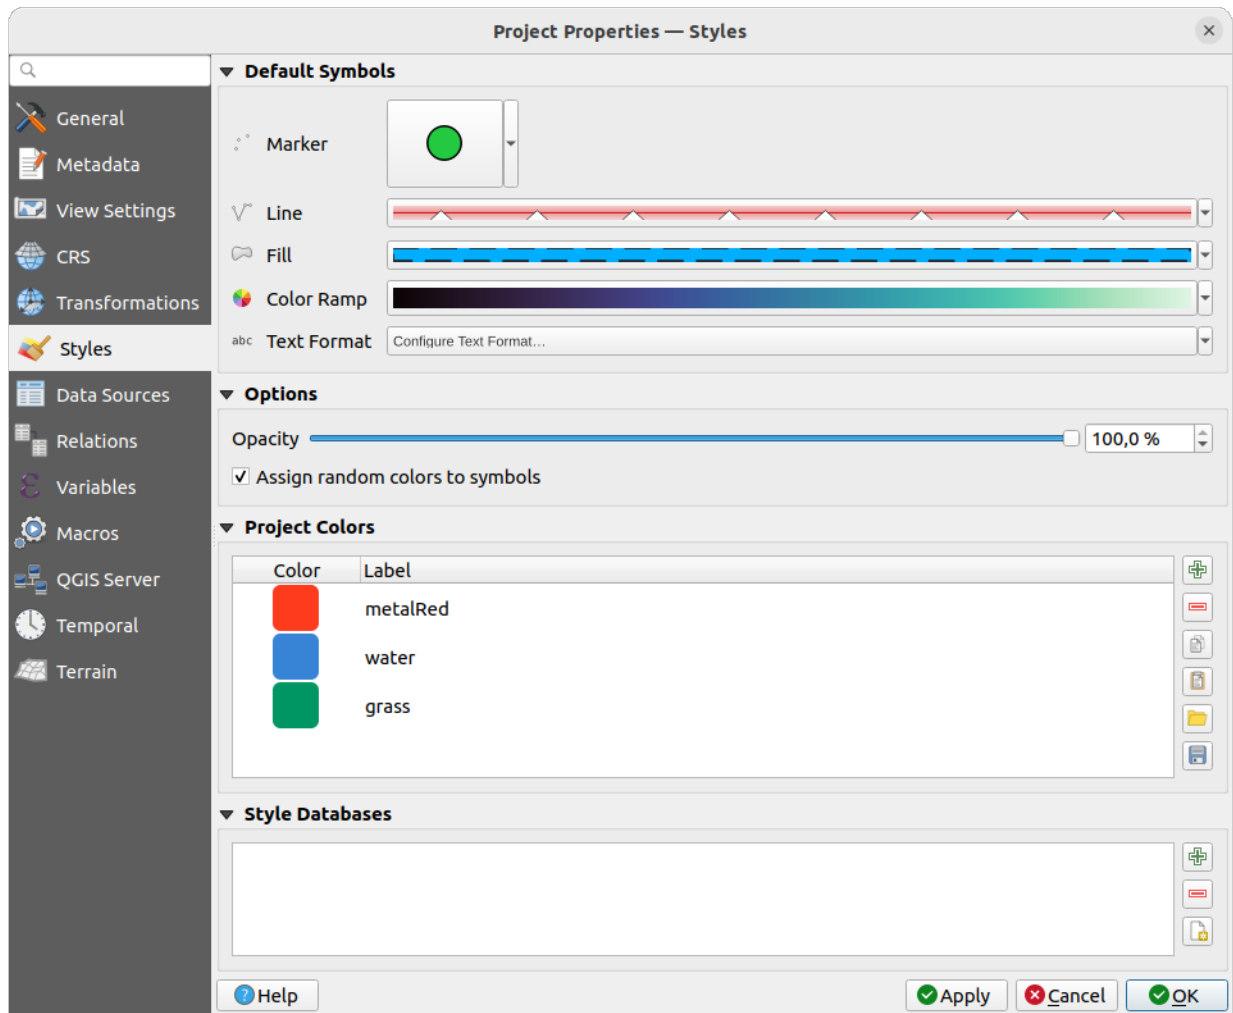 Project Properties — Styles
General
Metadata
View Settings
CRS
Transformations
Styles
Data Sources
Relations
Variables
Macros
QGIS Server
Temporal
Terrain
Default Symbols
Marker
Line
Fill
Color Ramp
abc Text Format Configure Text Format...
Options
Opacity 100,0 %
Assign random colors to symbols
Project Colors
Color Label
metalRed
water
grass
Style Databases
Help Apply Cancel OK